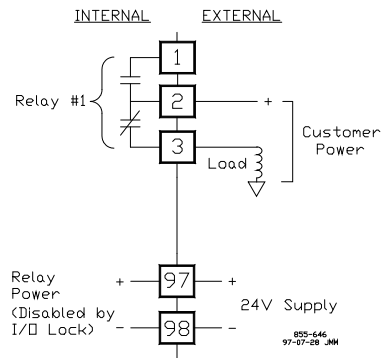 INTERNAL EXTERNAL
1
Relay #1
2
+
Customer
Power
3
Load
Relay
Power
(Disabled by
I/O Lock)
+ 97 +
24V Supply
- 98 -
855-646
97-07-28 JMM